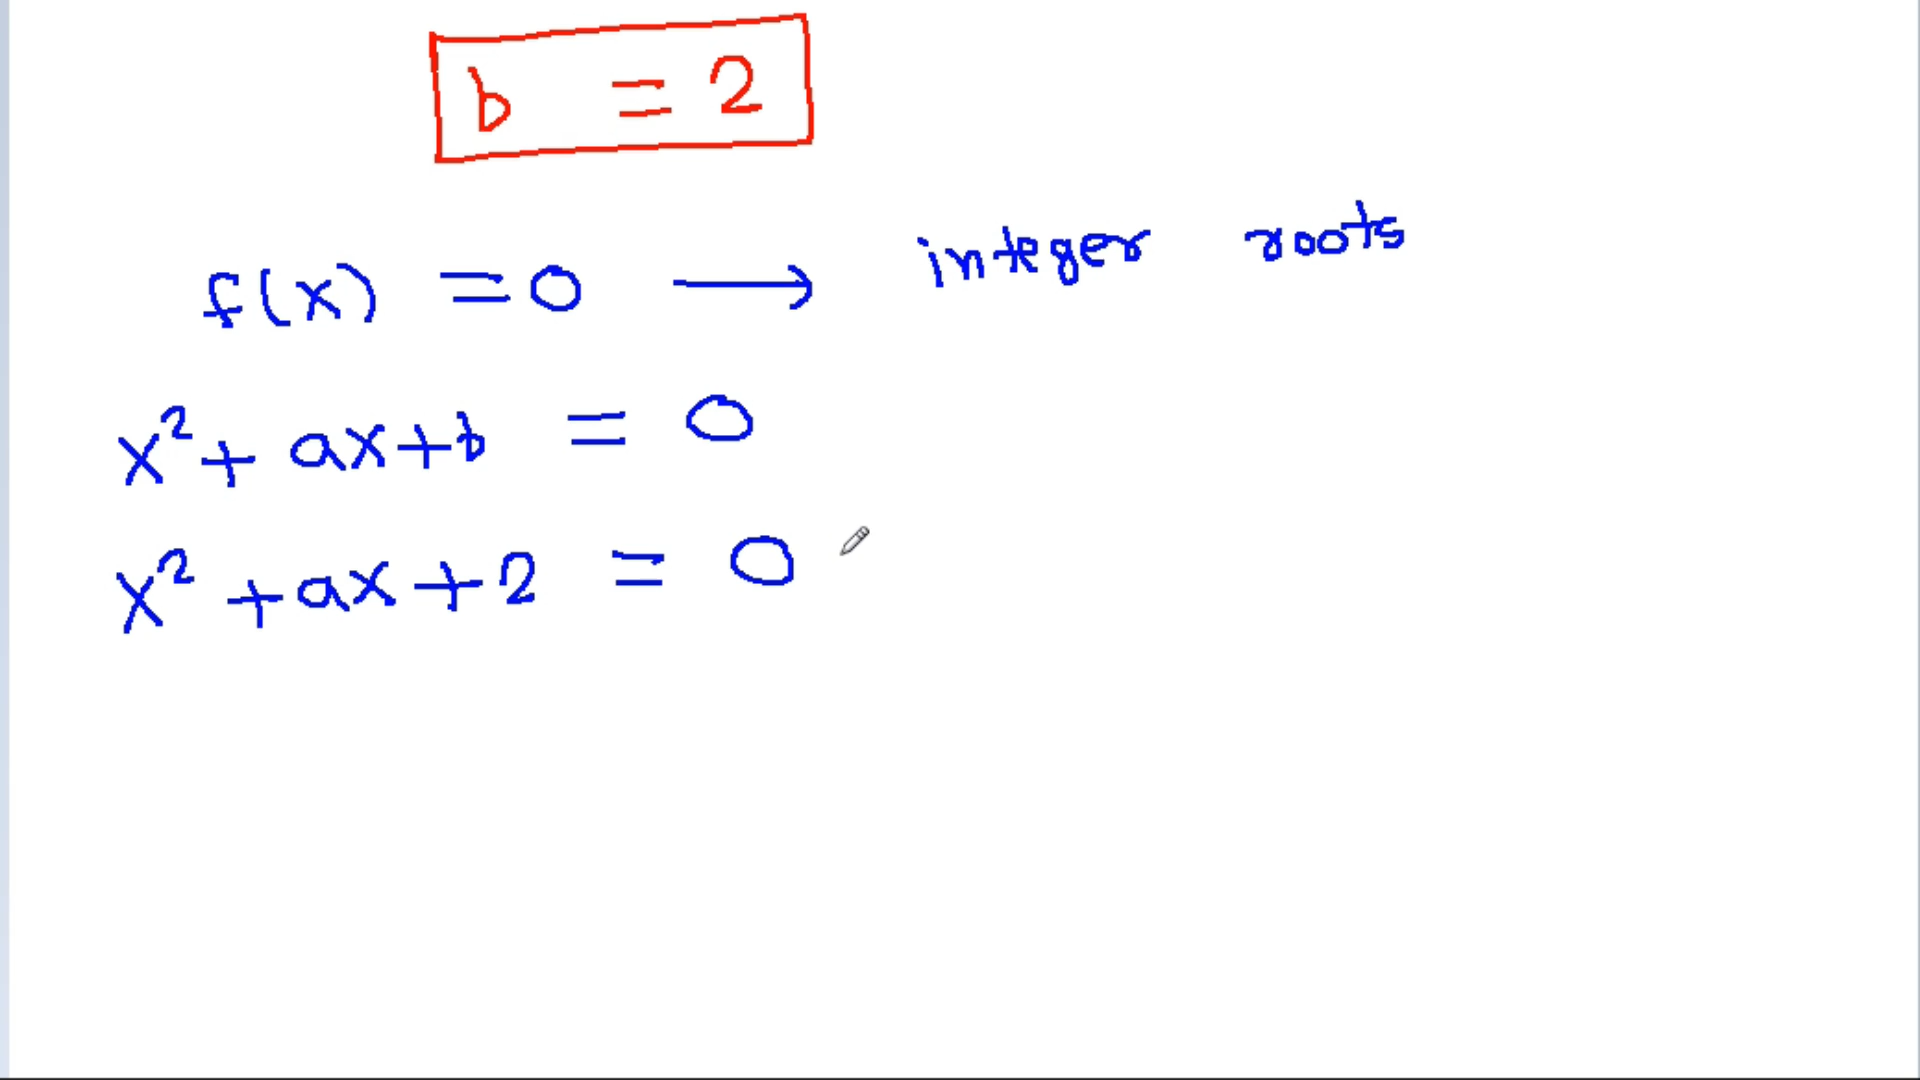 b = 2
f(x) = 0 → integer roots
x² + ax + b = 0
x² + ax + 2 = 0